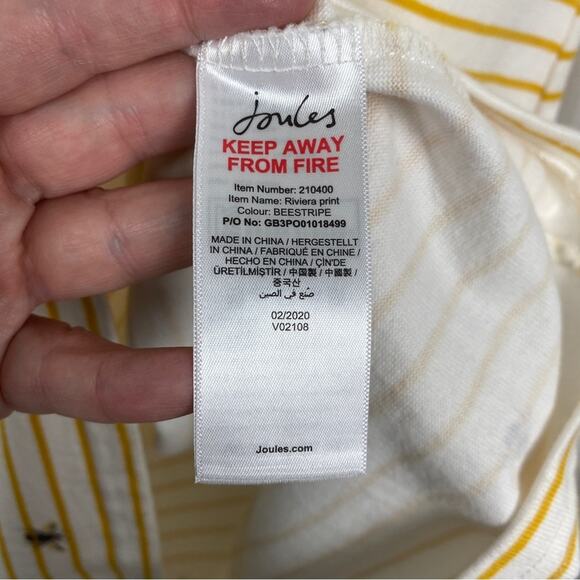 Joules
KEEP AWAY
FROM FIRE
Item Number: 210400
Item Name: Riviera print
Colour: BEESTRIPE
P/O No: GB3PO01018499
MADE IN CHINA / HERGESTELLT
IN CHINA / FABRIQUÉ EN CHINE /
HECHO EN CHINA / ÇİN'DE
ÜRETİLMİŞTİR / 中国製 / 中國製 /
중국산
صُنع في الصين
02/2020
V02108
Joules.com